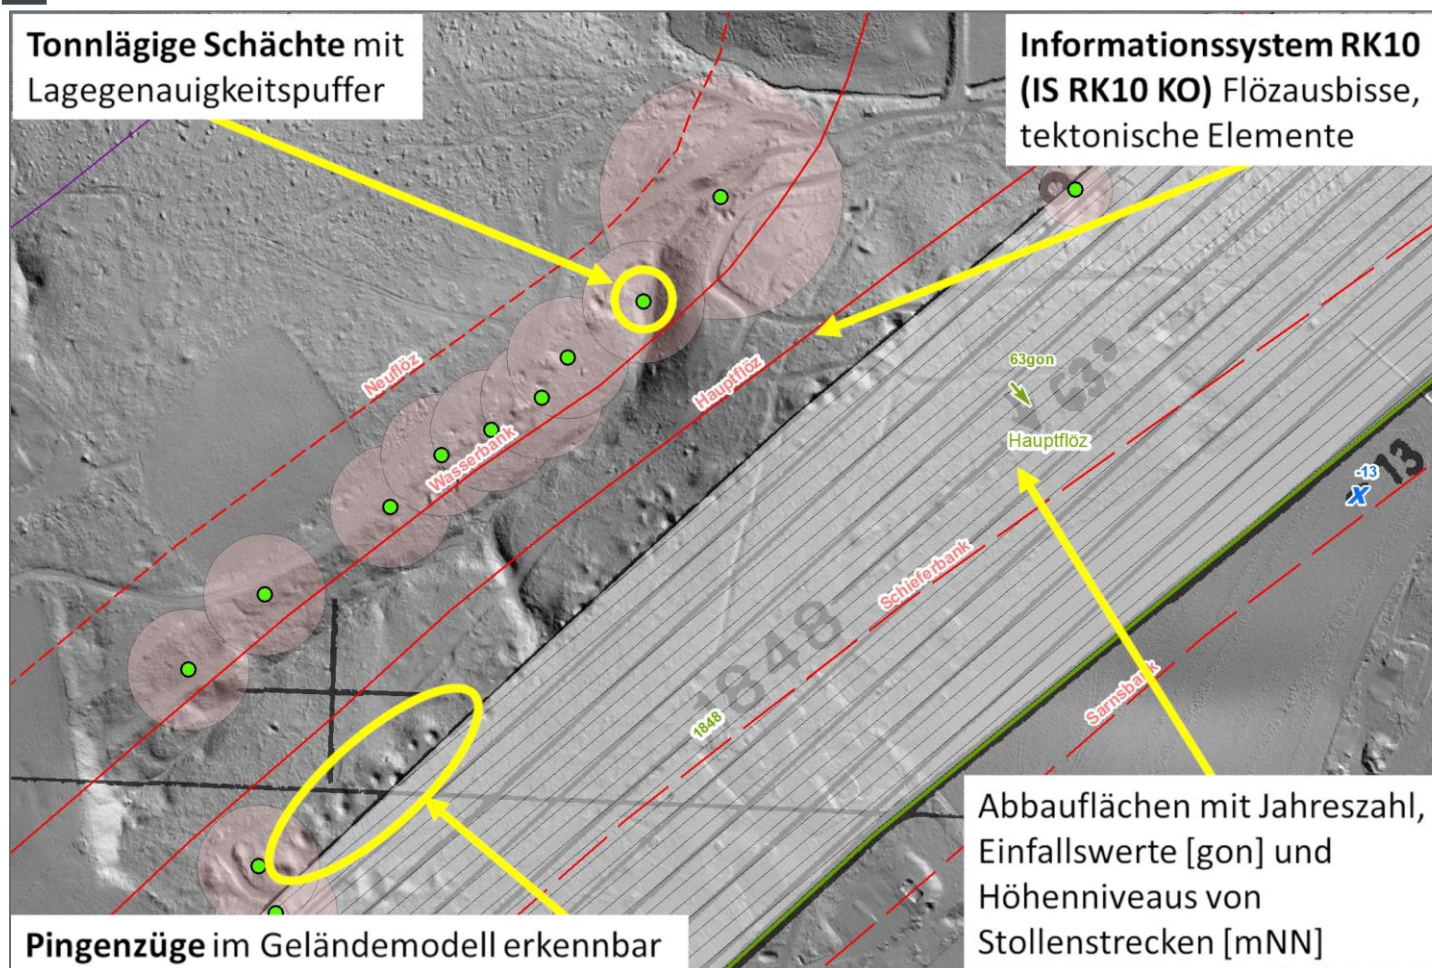 Tonnlägige Schächte mit
Lagegenauigkeitspuffer
Informationssystem RK10
(IS RK10 KO) Flözausbisse,
tektonische Elemente
Neuflöz
Hauptflöz
Wasserbank
63gon
63°
Hauptflöz
-13
x 13
Schieferbank
1848
1848
Sarnsbank
Abbauflächen mit Jahreszahl,
Einfallswerte [gon] und
Höhenniveaus von
Stollenstrecken [mNN]
Pingenzüge im Geländemodell erkennbar